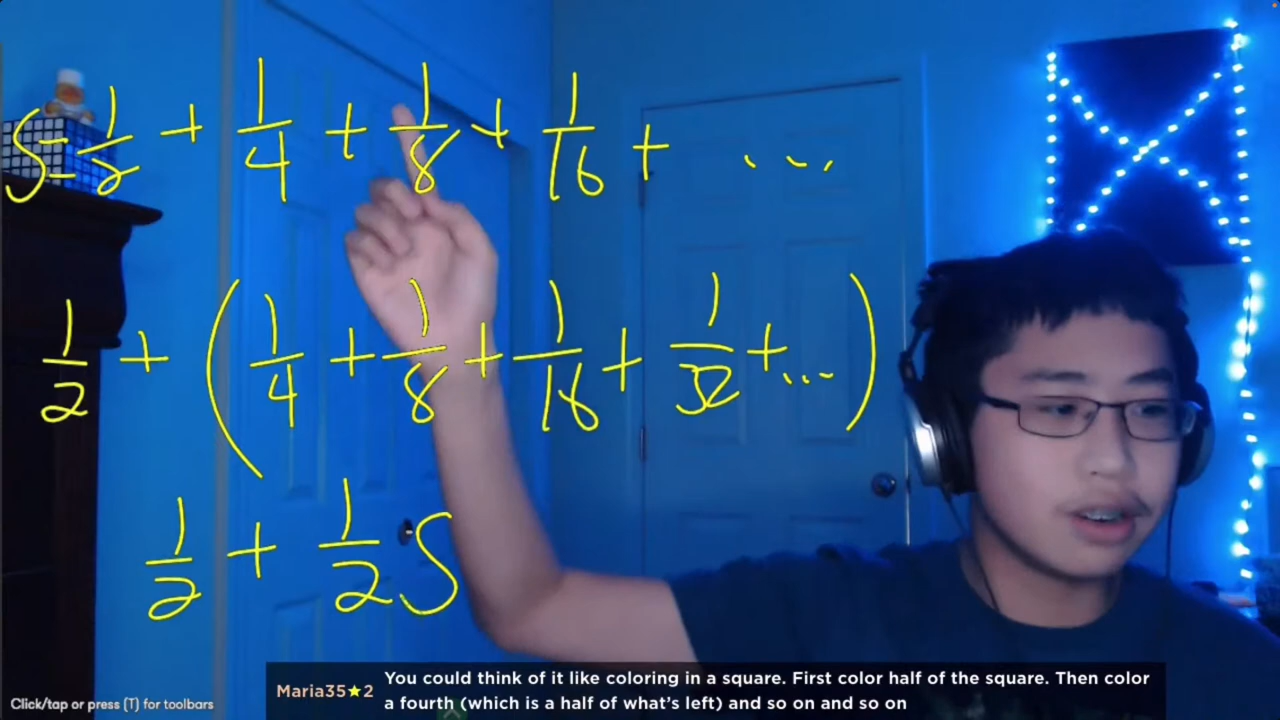 S = 1/2 + 1/4 + 1/8 + 1/16 + ...
1/2 + (1/4 + 1/8 + 1/16 + 1/32 + ...)
1/2 + 1/2 S
Maria35★2 You could think of it like coloring in a square. First color half of the square. Then color
a fourth (which is a half of what's left) and so on and so on
Click/tap or press (T) for toolbars